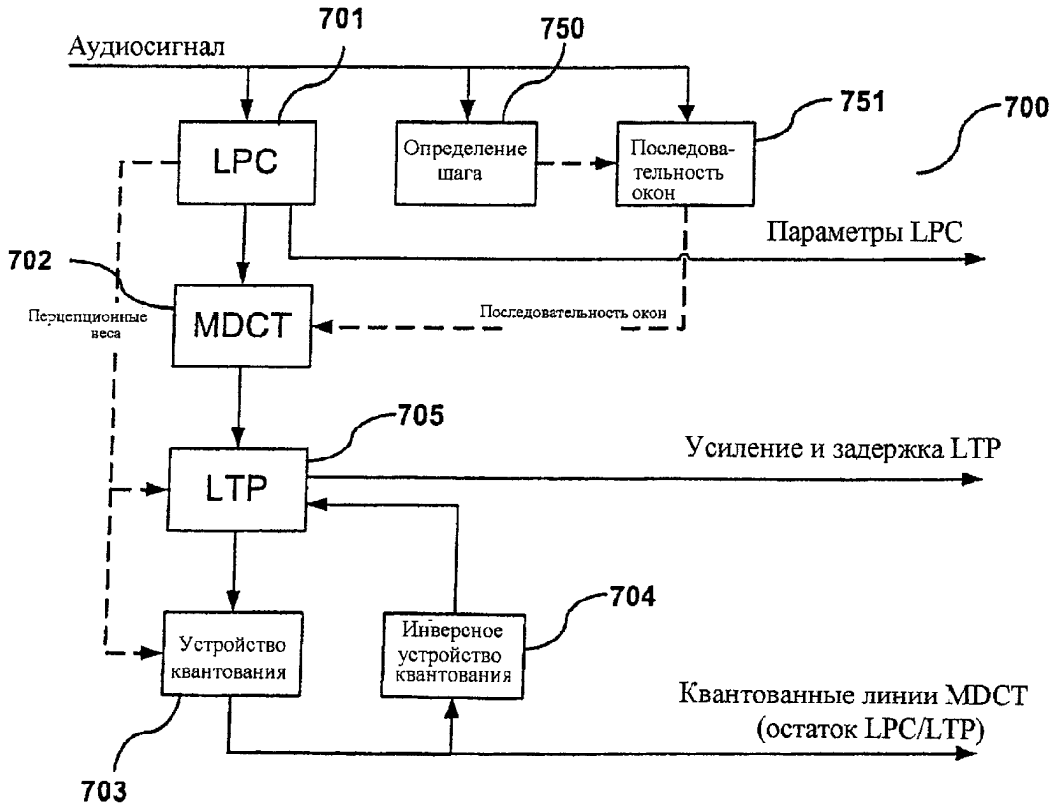 701
750
Аудиосигнал
751
700
LPC
Определение
шага
Последова-
тельность
окон
Параметры LPC
702
Перцепционные
веса
MDCT
Последовательность окон
705
Усиление и задержка LTP
LTP
704
Устройство
квантования
Инверсное
устройство
квантования
Квантованные линии MDCT
(остаток LPC/LTP)
703